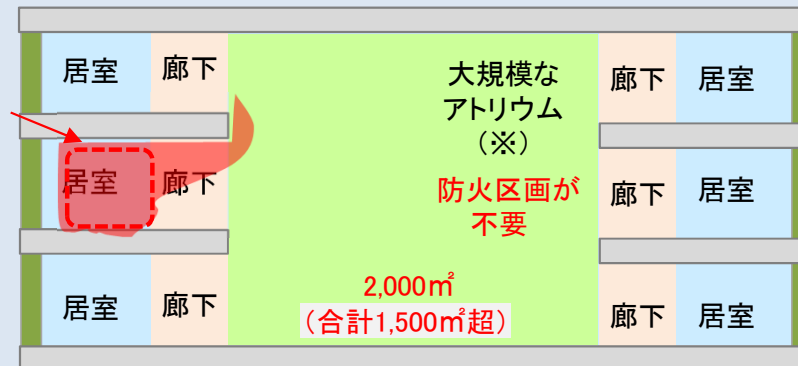 居室
廊下
大規模な
アトリウム
（※）
廊下
居室
居室
廊下
防火区画が
不要
廊下
居室
居室
廊下
2,000㎡
（合計1,500㎡超）
廊下
居室